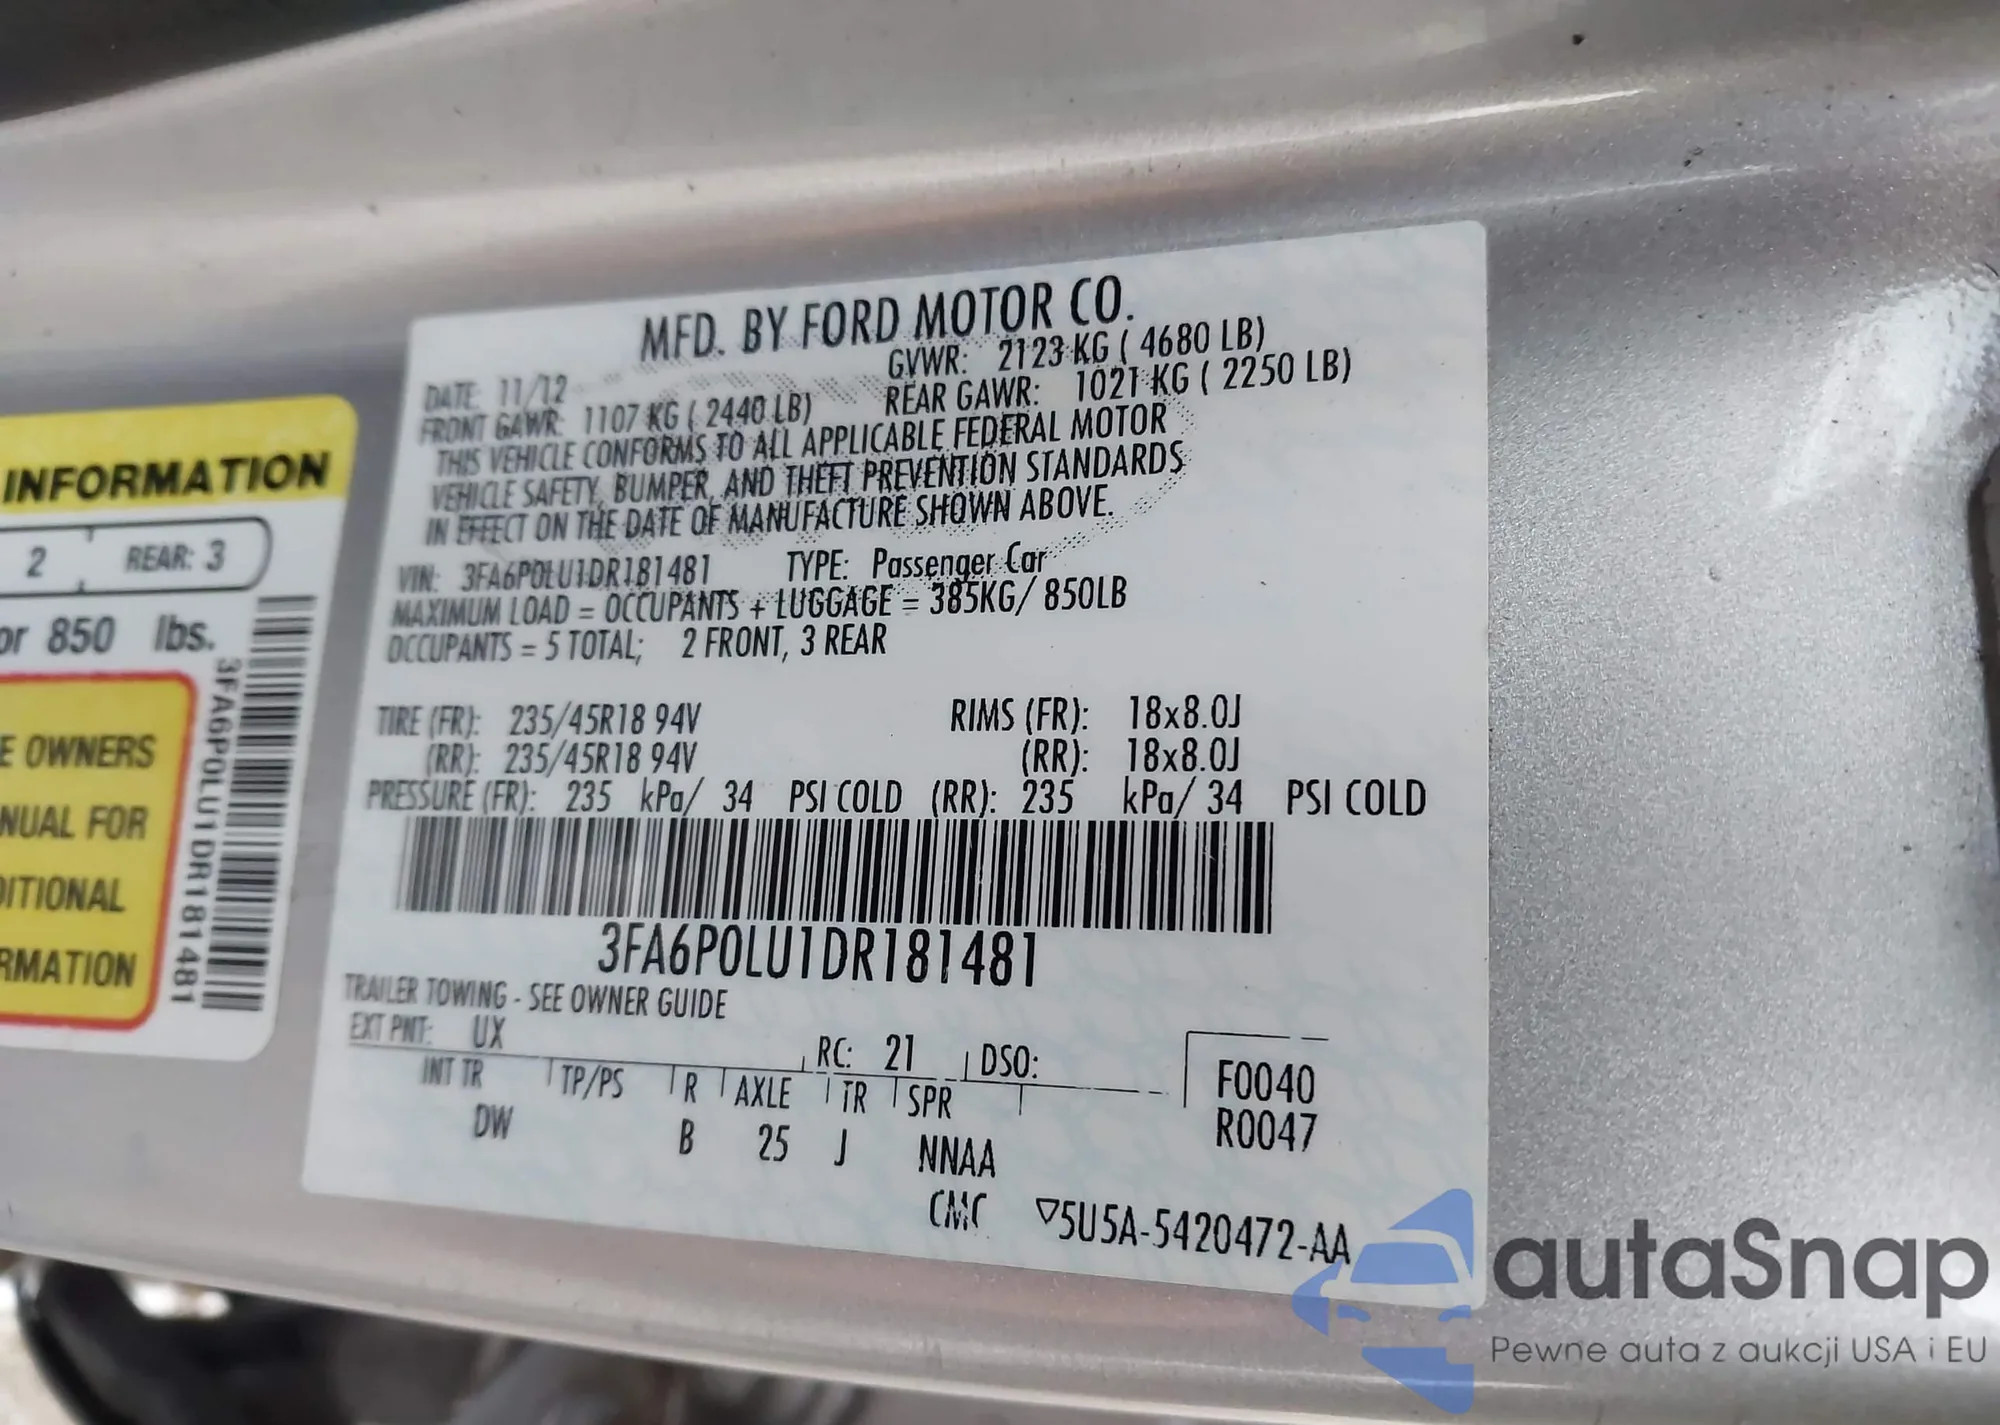 MFD. BY FORD MOTOR CO.
DATE: 11/12 GVWR: 2123 KG ( 4680 LB)
FRONT GAWR: 1107 KG ( 2440 LB) REAR GAWR: 1021 KG ( 2250 LB)
THIS VEHICLE CONFORMS TO ALL APPLICABLE FEDERAL MOTOR
VEHICLE SAFETY, BUMPER, AND THEFT PREVENTION STANDARDS
IN EFFECT ON THE DATE OF MANUFACTURE SHOWN ABOVE.
VIN: 3FA6P0LU1DR181481 TYPE: Passenger Car
MAXIMUM LOAD = OCCUPANTS + LUGGAGE = 385KG/ 850LB
OCCUPANTS = 5 TOTAL; 2 FRONT, 3 REAR
TIRE (FR): 235/45R18 94V RIMS (FR): 18x8.0J
(RR): 235/45R18 94V (RR): 18x8.0J
PRESSURE (FR): 235 kPa/ 34 PSI COLD (RR): 235 kPa/ 34 PSI COLD
3FA6P0LU1DR181481
TRAILER TOWING - SEE OWNER GUIDE
EXT PNT: UX RC: 21 DSO:
INT TR TP/PS R AXLE TR SPR
DW B 25 J NNAA
F0040
R0047
CMC ▽5U5A-5420472-AA
INFORMATION
2 REAR: 3
or 850 lbs.
E OWNERS
NUAL FOR
DITIONAL
RMATION
3FA6P0LU1DR181481
autaSnap
Pewne auta z aukcji USA i EU